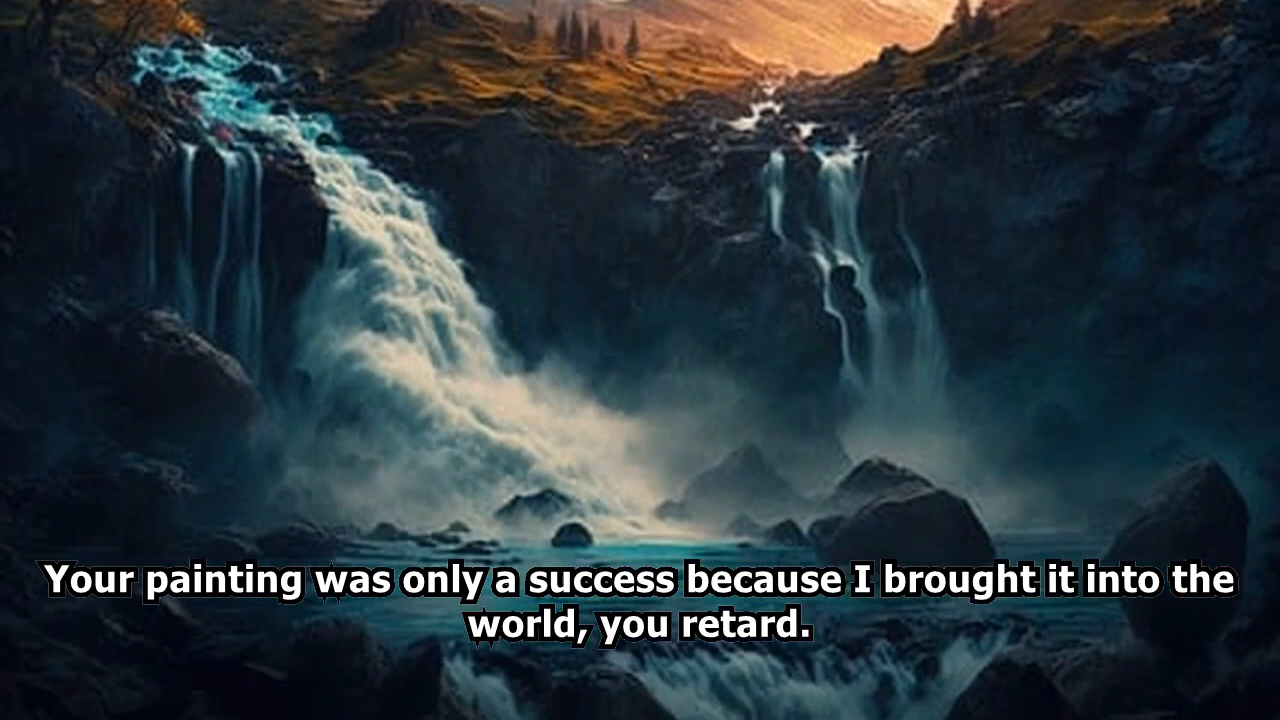 Your painting was only a success because I brought it into the
world, you retard.